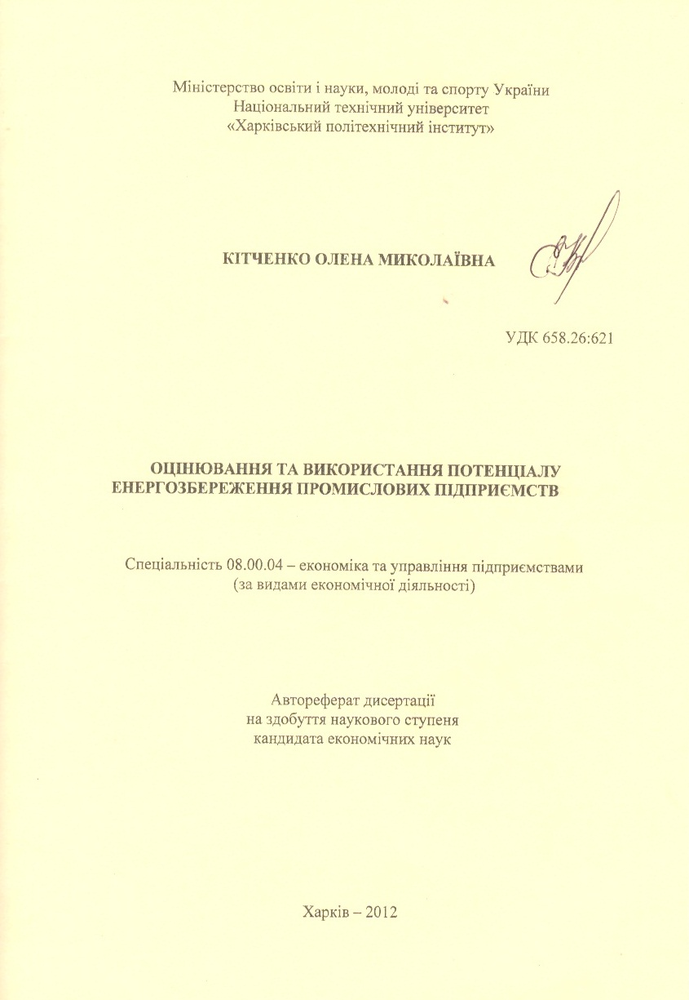 Міністерство освіти і науки, молоді та спорту України
Національний технічний університет
«Харківський політехнічний інститут»
КІТЧЕНКО ОЛЕНА МИКОЛАЇВНА
УДК 658.26:621
ОЦІНЮВАННЯ ТА ВИКОРИСТАННЯ ПОТЕНЦІАЛУ
ЕНЕРГОЗБЕРЕЖЕННЯ ПРОМИСЛОВИХ ПІДПРИЄМСТВ
Спеціальність 08.00.04 – економіка та управління підприємствами
(за видами економічної діяльності)
Автореферат дисертації
на здобуття наукового ступеня
кандидата економічних наук
Харків – 2012